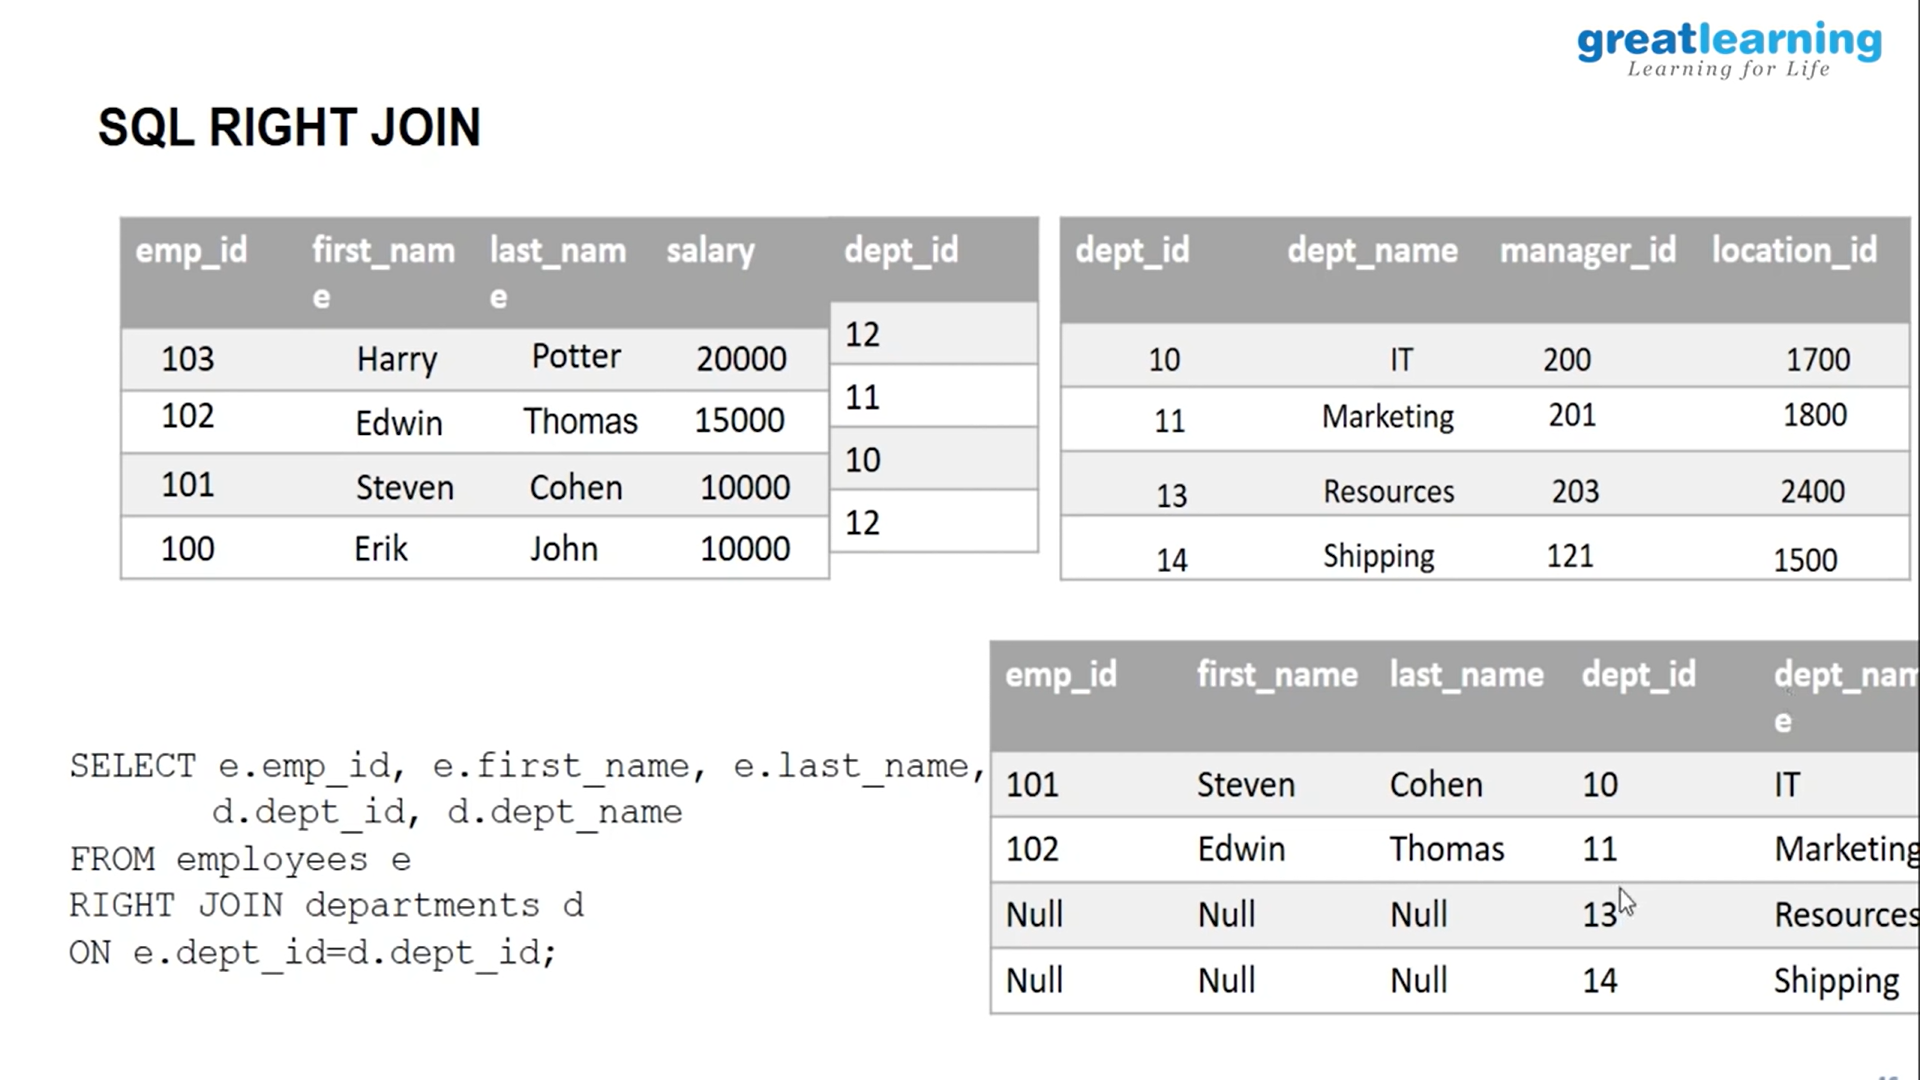 greatlearning
Learning for Life
SQL RIGHT JOIN
emp_id first_nam last_nam salary dept_id
e e
12
103 Harry Potter 20000
11
102 Edwin Thomas 15000
10
101 Steven Cohen 10000
12
100 Erik John 10000
dept_id dept_name manager_id location_id
10 IT 200 1700
11 Marketing 201 1800
13 Resources 203 2400
14 Shipping 121 1500
SELECT e.emp_id, e.first_name, e.last_name,
d.dept_id, d.dept_name
FROM employees e
RIGHT JOIN departments d
ON e.dept_id=d.dept_id;
emp_id first_name last_name dept_id dept_nam
e
101 Steven Cohen 10 IT
102 Edwin Thomas 11 Marketing
Null Null Null 13 Resources
Null Null Null 14 Shipping